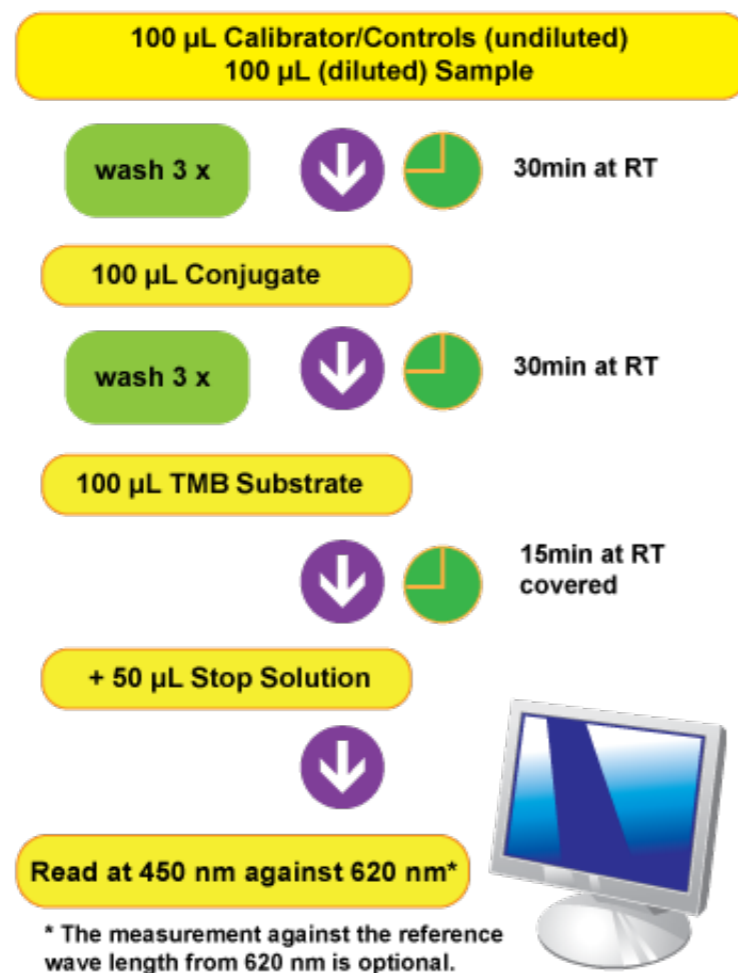 100 µL Calibrator/Controls (undiluted)
100 µL (diluted) Sample
wash 3 x
30min at RT
100 µL Conjugate
wash 3 x
30min at RT
100 µL TMB Substrate
15min at RT
covered
+ 50 µL Stop Solution
Read at 450 nm against 620 nm*
* The measurement against the reference
wave length from 620 nm is optional.